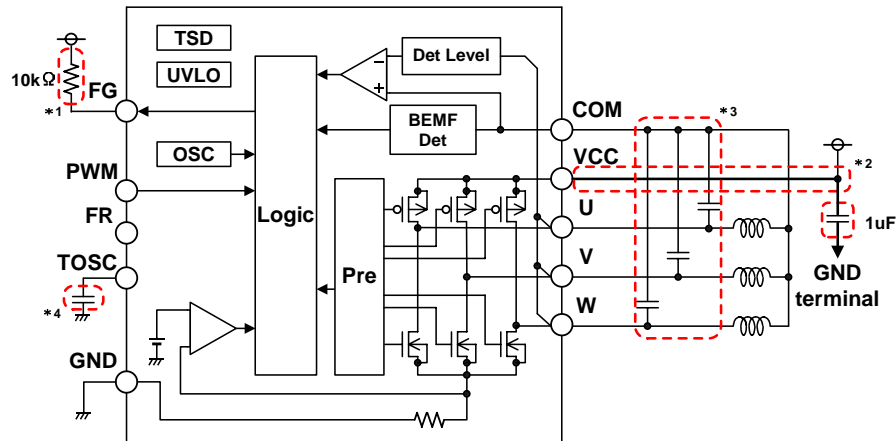 TSD
UVLO
Det Level
10kΩ
FG
*1
−
+
COM
*3
BEMF
Det
VCC
*2
OSC
PWM
Logic
U
1uF
FR
V
GND
terminal
TOSC
Pre
W
*4
GND